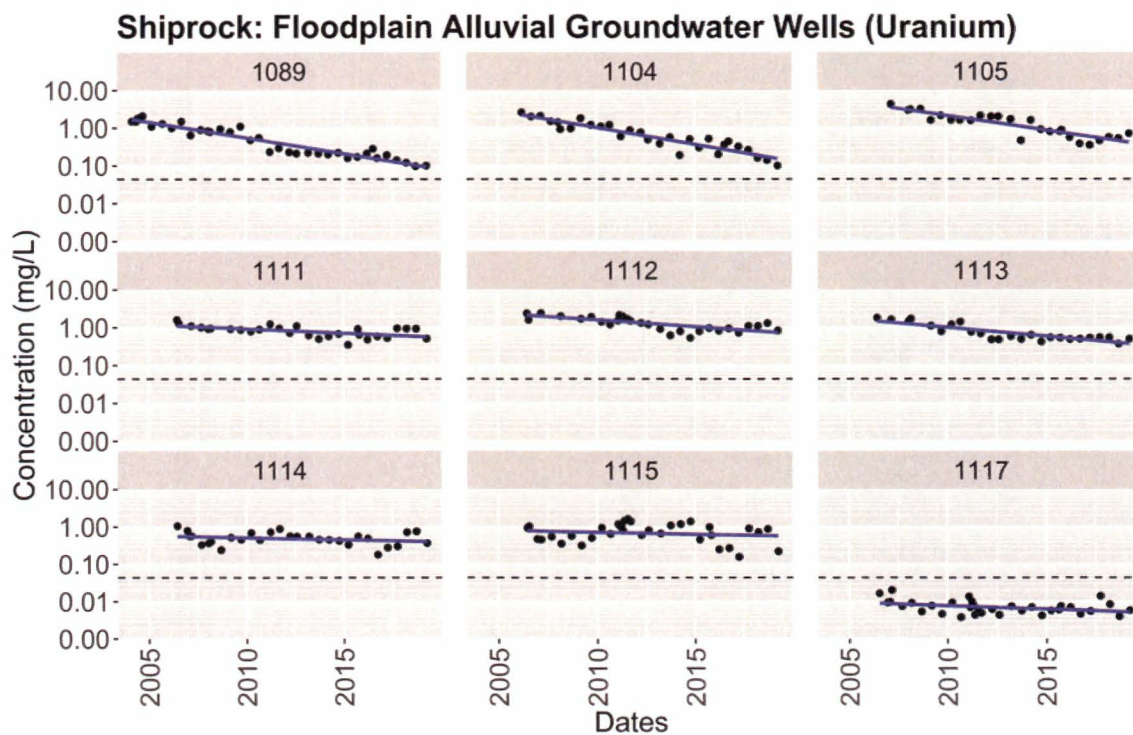 Shiprock: Floodplain Alluvial Groundwater Wells (Uranium)
1089 1104 1105
10.00
1.00
0.10
0.01
0.00
1111 1112 1113
10.00
1.00
0.10
0.01
0.00
1114 1115 1117
10.00
1.00
0.10
0.01
0.00
Concentration (mg/L)
2005 2010 2015 2005 2010 2015 2005 2010 2015
Dates